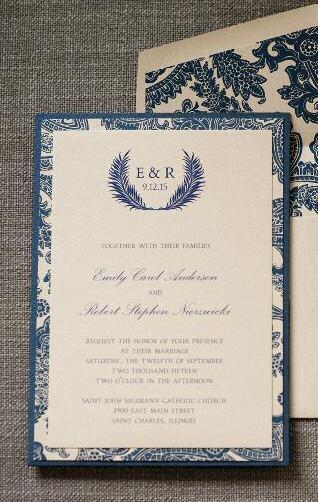 E & R
9.12.15
TOGETHER WITH THEIR FAMILIES
Emily Carol Anderson
AND
Robert Stephen Nierzwicki
REQUEST THE HONOR OF YOUR PRESENCE
AT THEIR MARRIAGE
SATURDAY, THE TWELFTH OF SEPTEMBER
TWO THOUSAND FIFTEEN
TWO O'CLOCK IN THE AFTERNOON
SAINT JOHN NEUMANN CATHOLIC CHURCH
2900 EAST MAIN STREET
SAINT CHARLES, ILLINOIS